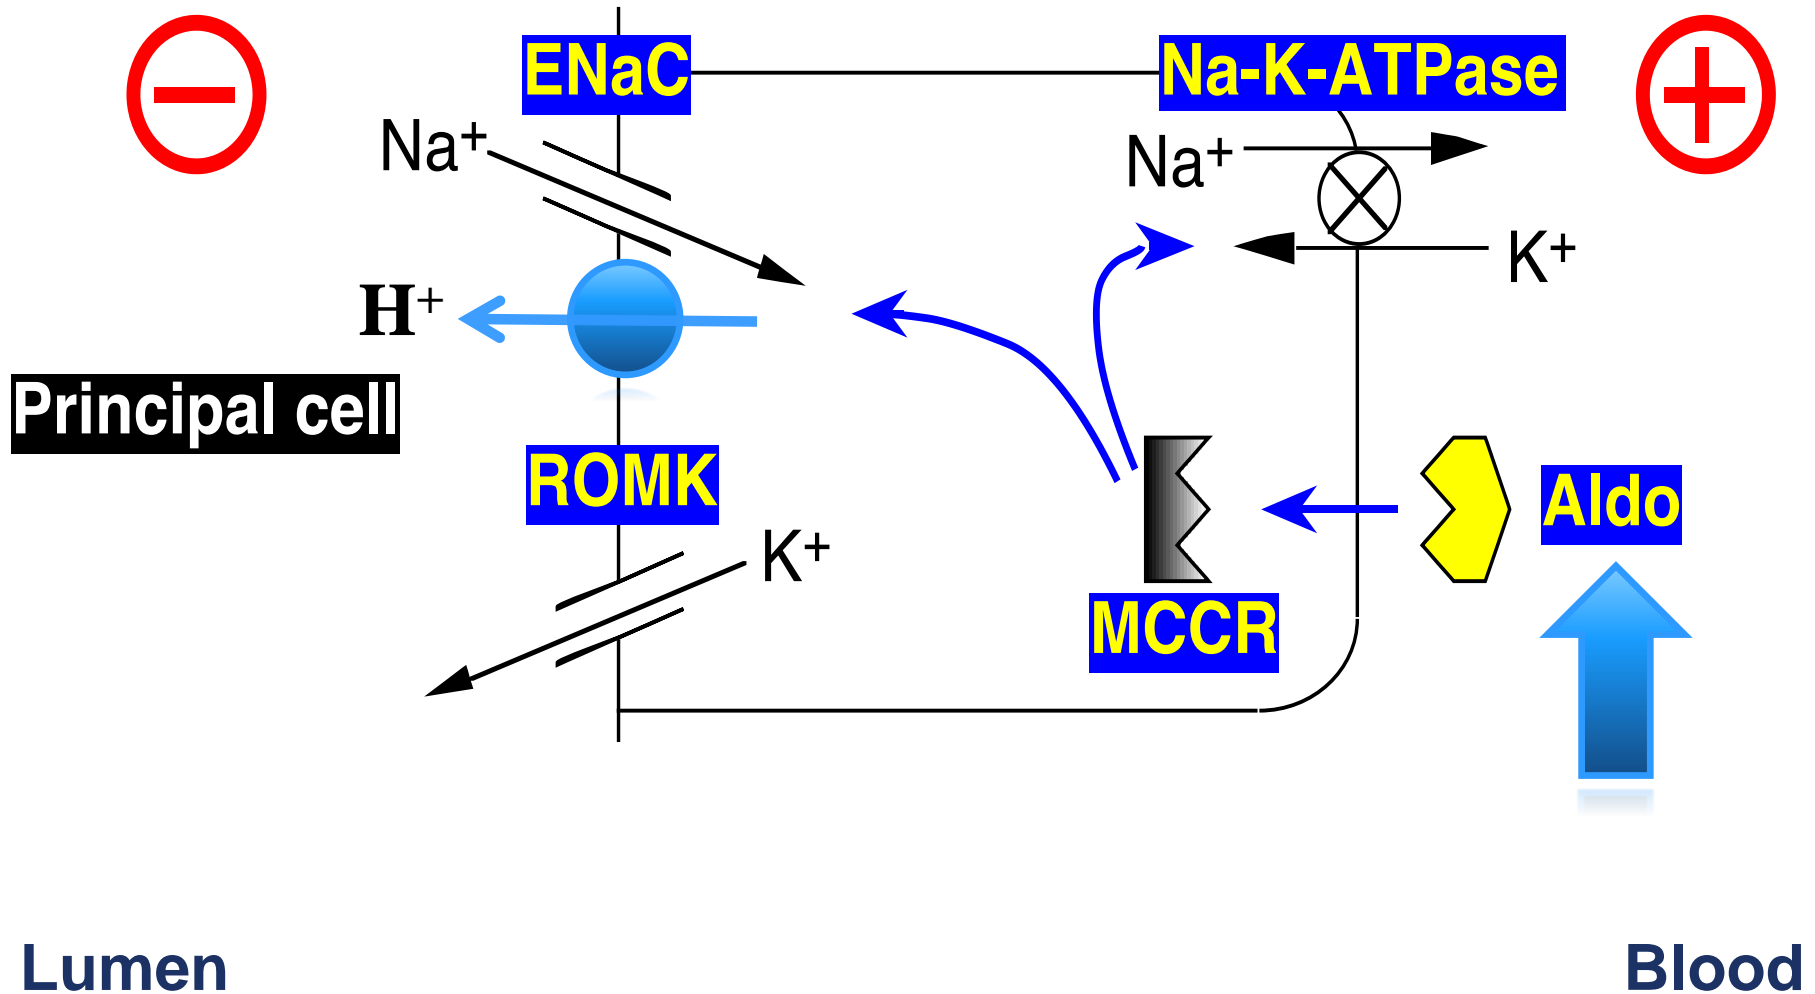 ENaC
Na-K-ATPase
Na⁺
Na⁺
K⁺
H⁺
Principal cell
ROMK
Aldo
K⁺
MCCR
Lumen
Blood